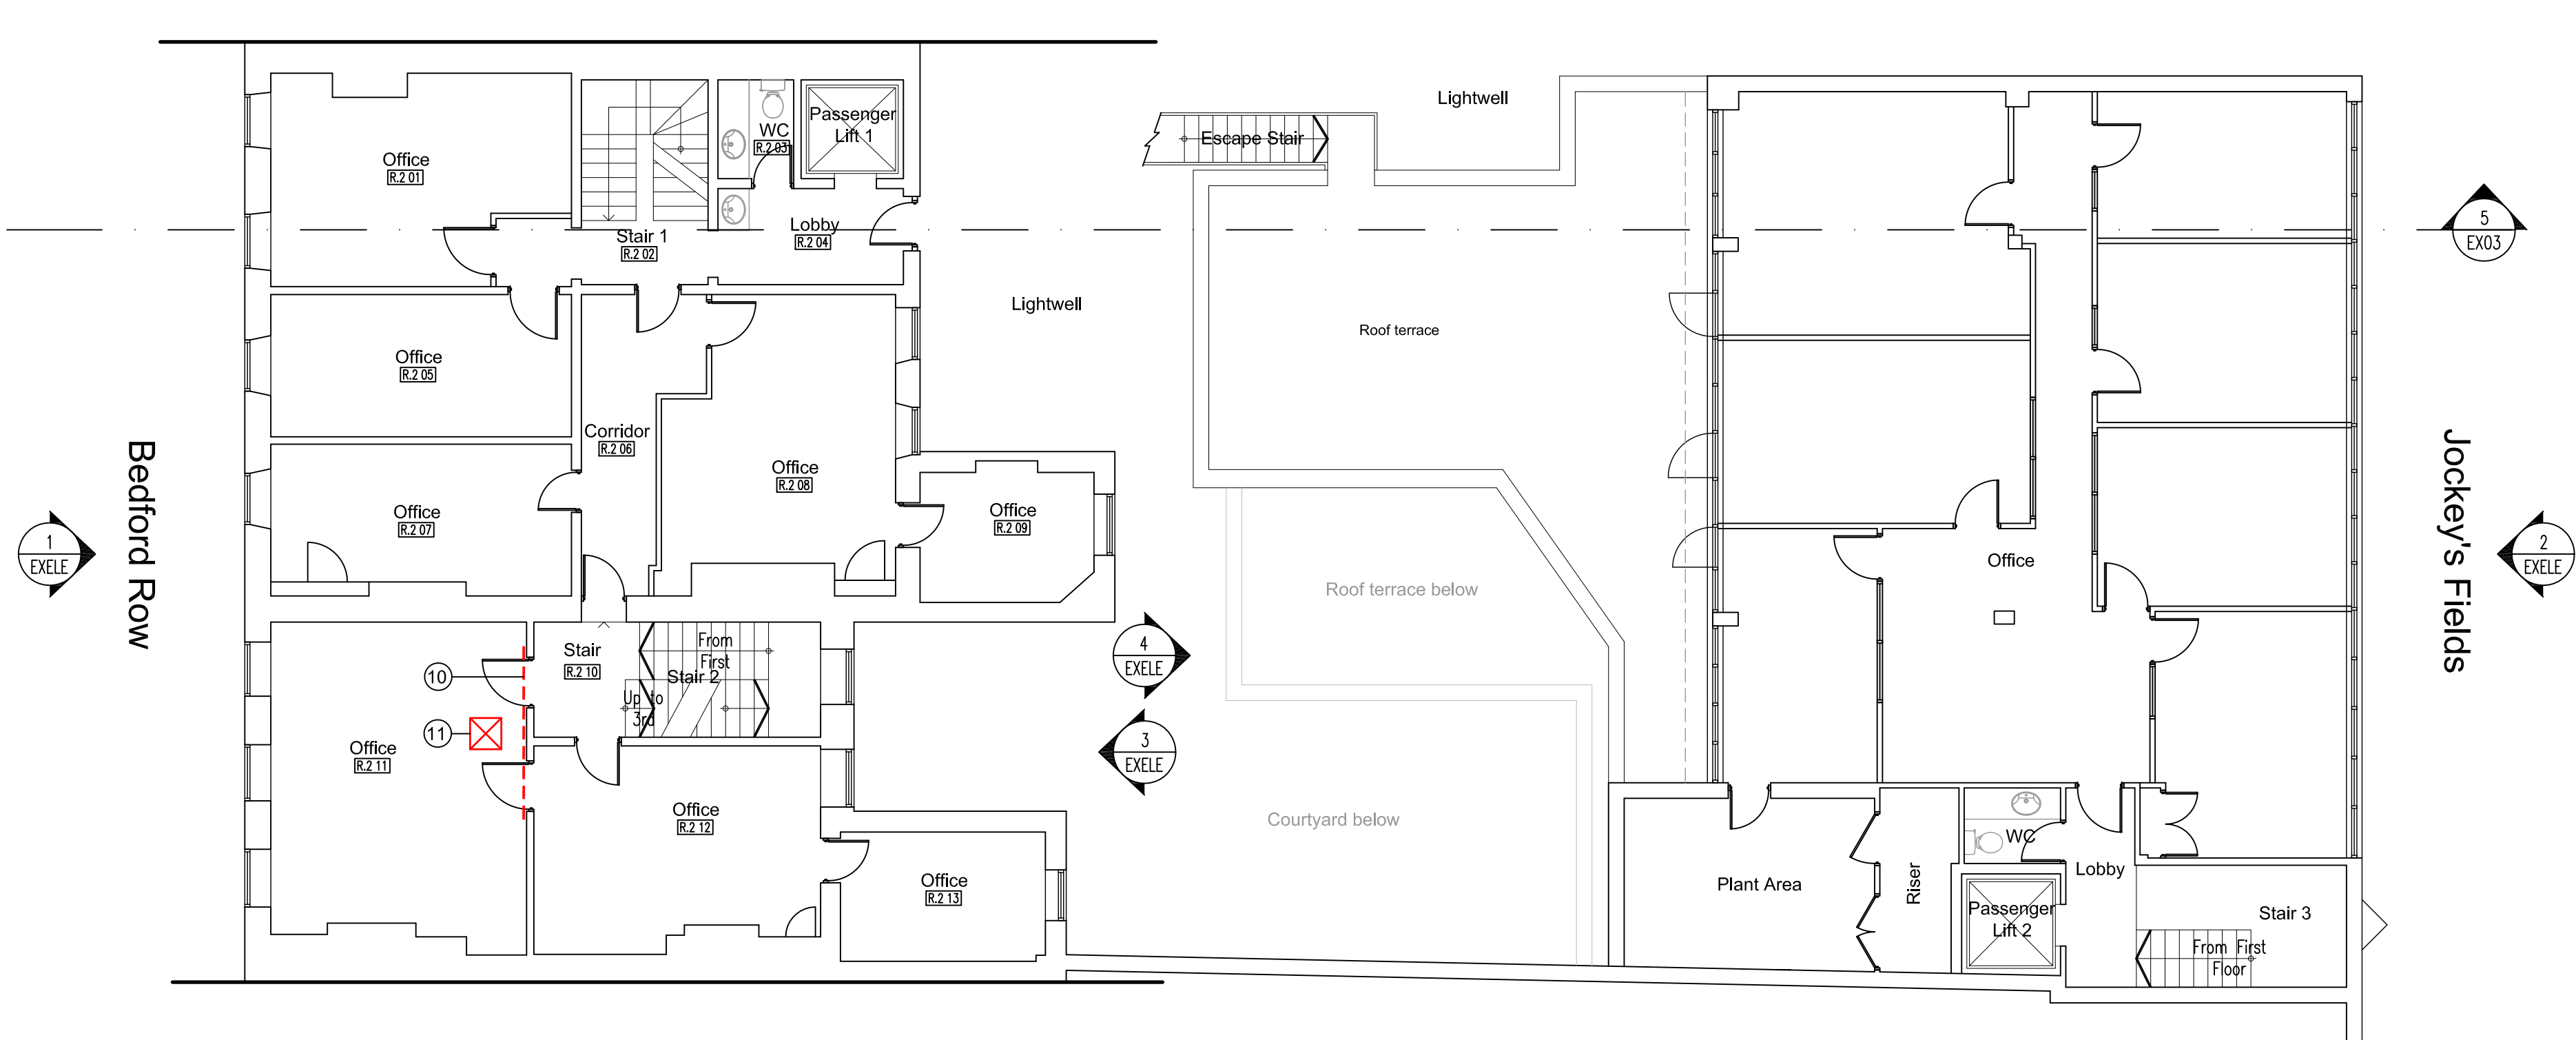 Lightwell
Passenger
Lift 1
WC
R.2 03
Escape Stair
Office
R.2 01
5
EX03
Stair 1
R.2 02
Lobby
R.2 04
Lightwell
Roof terrace
Office
R.2 05
Corridor
R.2 06
Office
R.2 08
Office
R.2 07
Office
R.2 09
Bedford Row
Jockey's Fields
1
EXELE
2
EXELE
Office
Roof terrace below
Stair
R.2 10
From
First
Stair 2
Up to
3rd
4
EXELE
10
11
3
EXELE
Office
R.2 11
Office
R.2 12
Courtyard below
WC
Office
R.2 13
Plant Area
Riser
Lobby
Passenger
Lift 2
Stair 3
From First
Floor